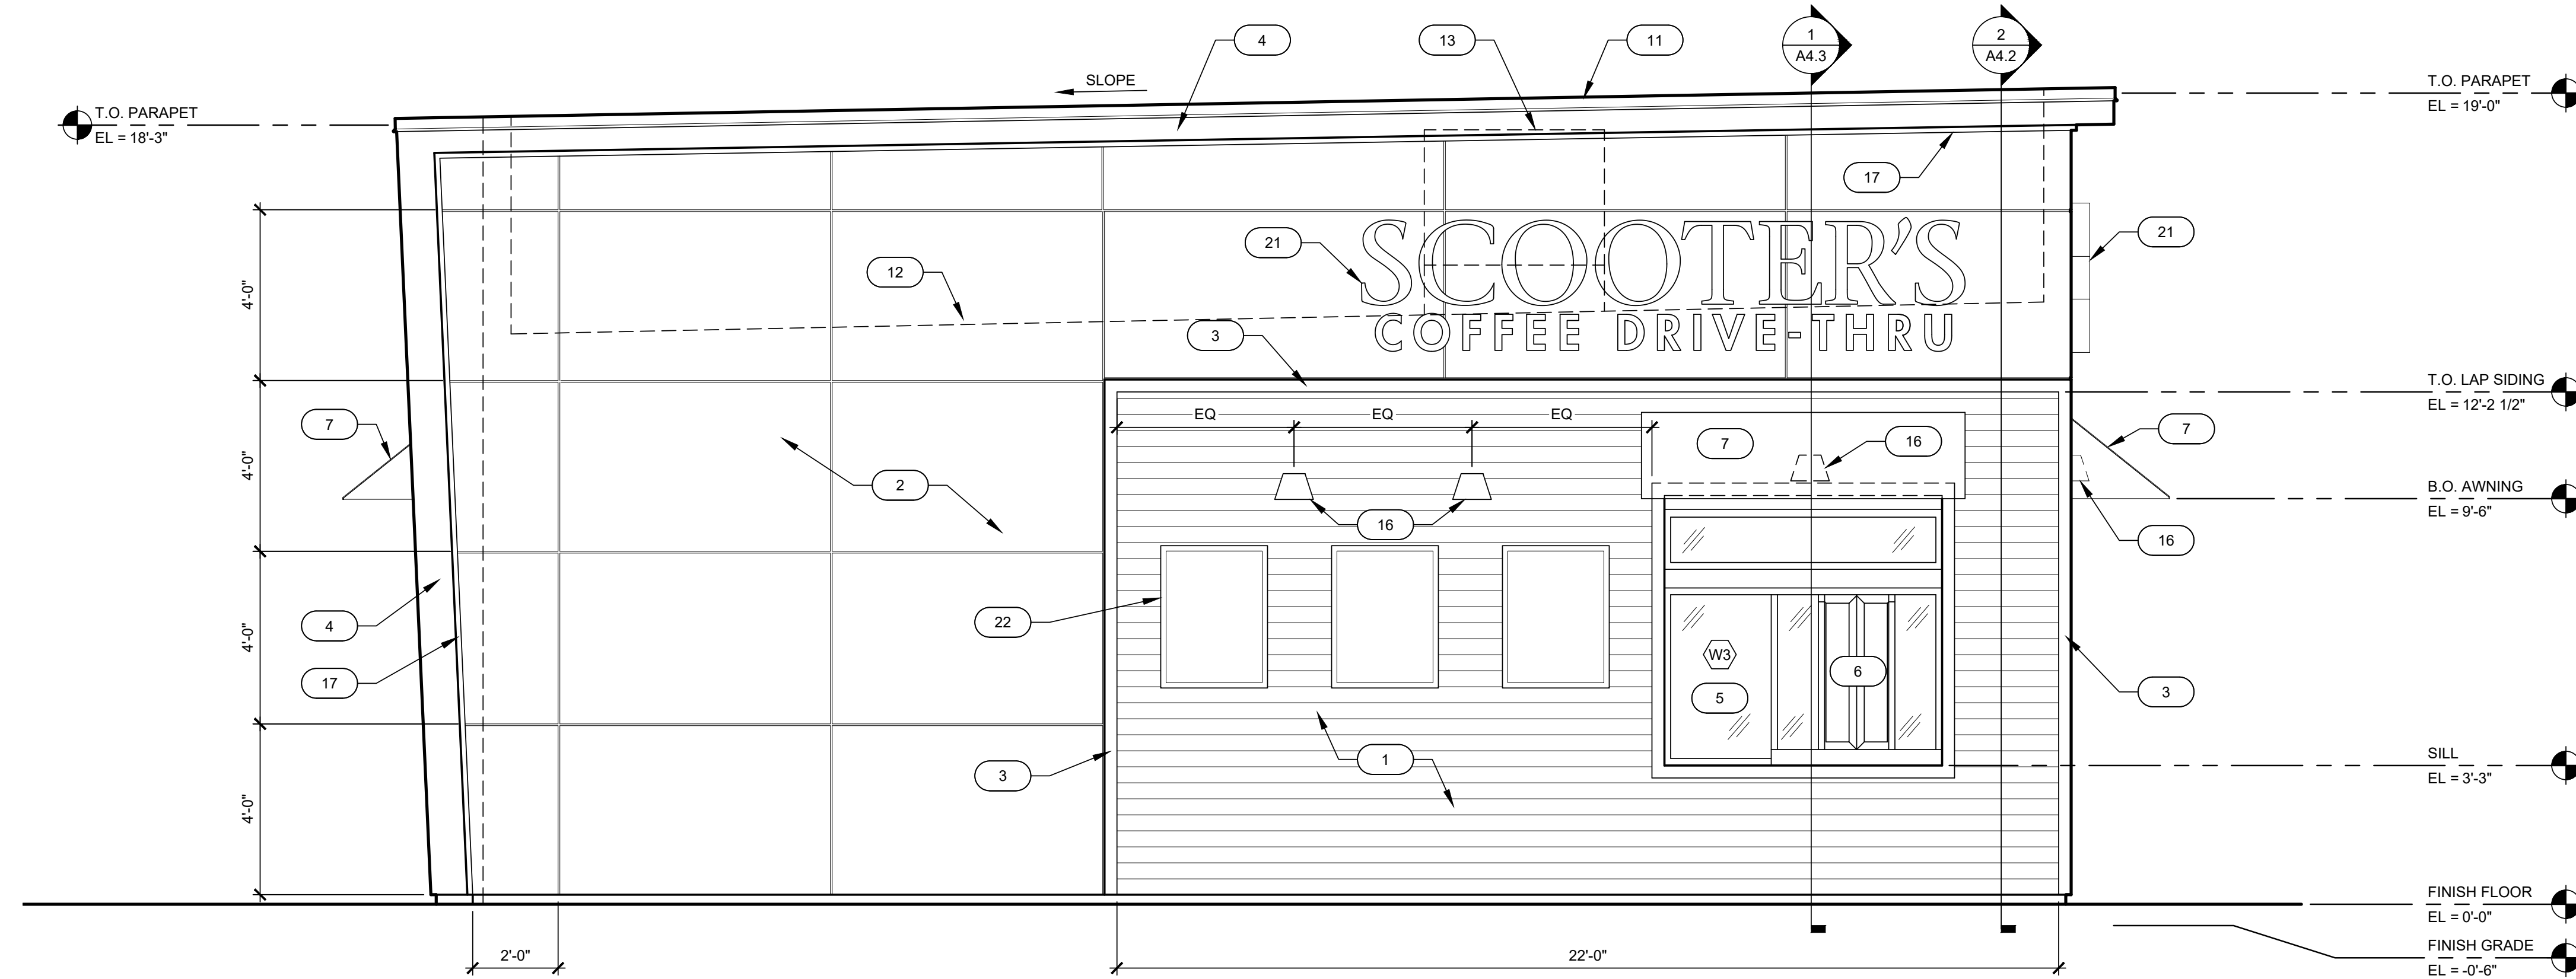 4
13
11
1
A4.3
2
A4.2
SLOPE
T.O. PARAPET
EL = 18'-3"
T.O. PARAPET
EL = 19'-0"
17
21
SCOOTER'S
COFFEE DRIVE-THRU
21
12
4'-0"
3
T.O. LAP SIDING
EL = 12'-2 1/2"
EQ
EQ
EQ
7
7
16
7
4'-0"
2
16
B.O. AWNING
EL = 9'-6"
16
22
4
4'-0"
17
W3
5
6
3
1
3
SILL
EL = 3'-3"
4'-0"
FINISH FLOOR
EL = 0'-0"
2'-0"
22'-0"
FINISH GRADE
EL = -0'-6"